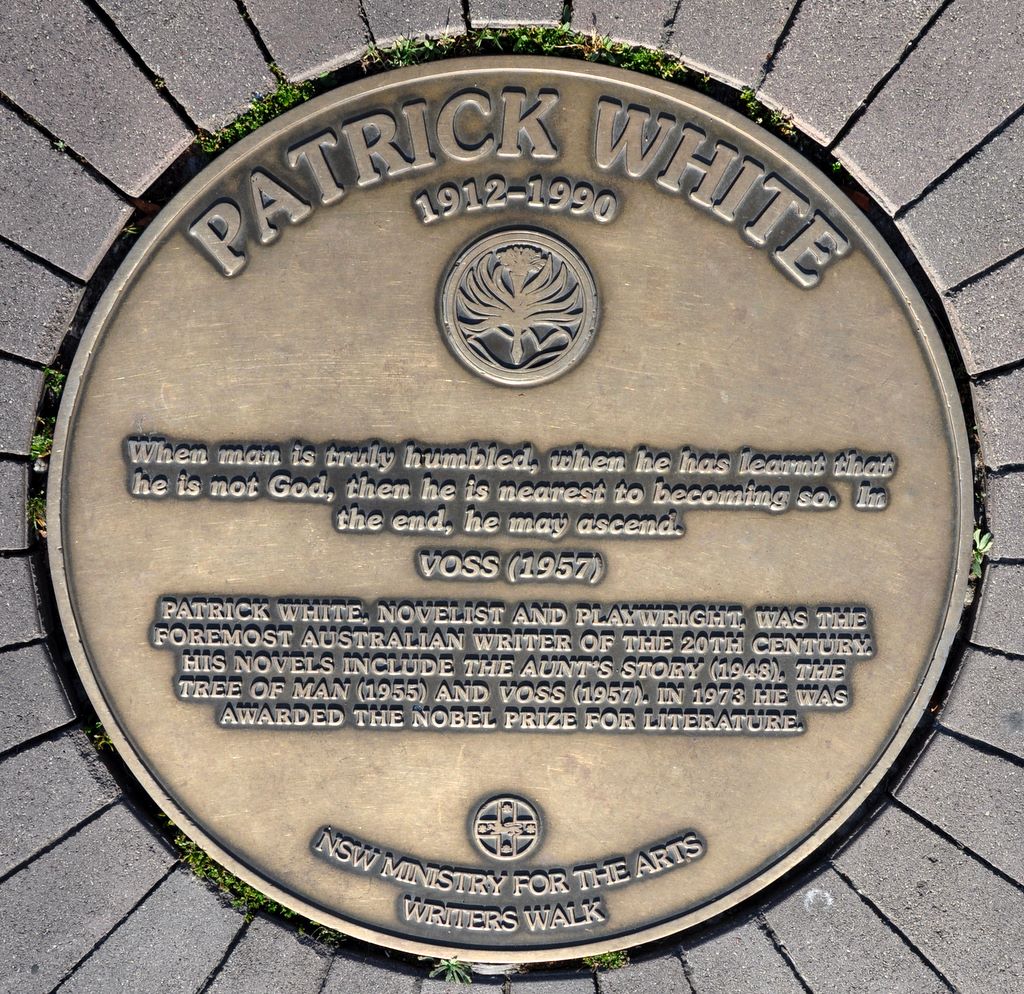 PATRICK WHITE
1912-1990
When man is truly humbled, when he has learnt that
he is not God, then he is nearest to becoming so. In
the end, he may ascend.
VOSS (1957)
PATRICK WHITE, NOVELIST AND PLAYWRIGHT, WAS THE
FOREMOST AUSTRALIAN WRITER OF THE 20TH CENTURY.
HIS NOVELS INCLUDE THE AUNT'S STORY (1948), THE
TREE OF MAN (1955) AND VOSS (1957). IN 1973 HE WAS
AWARDED THE NOBEL PRIZE FOR LITERATURE.
NSW MINISTRY FOR THE ARTS
WRITERS WALK